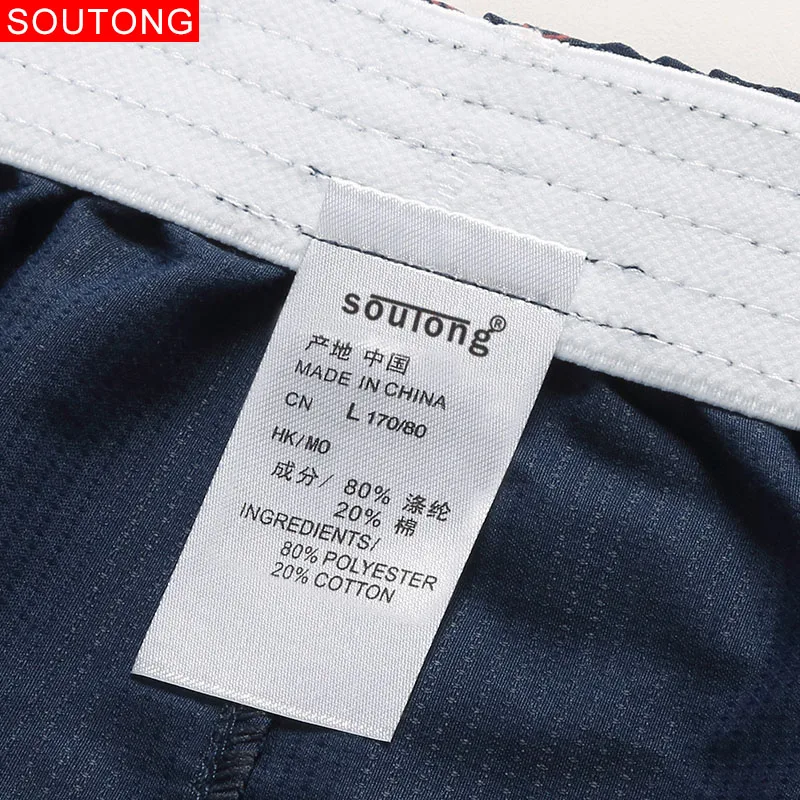 SOUTONG
soutong®
产地 中国
MADE IN CHINA
CN L 170/80
HK/MO
成分/ 80% 涤纶
20% 棉
INGREDIENTS/
80% POLYESTER
20% COTTON